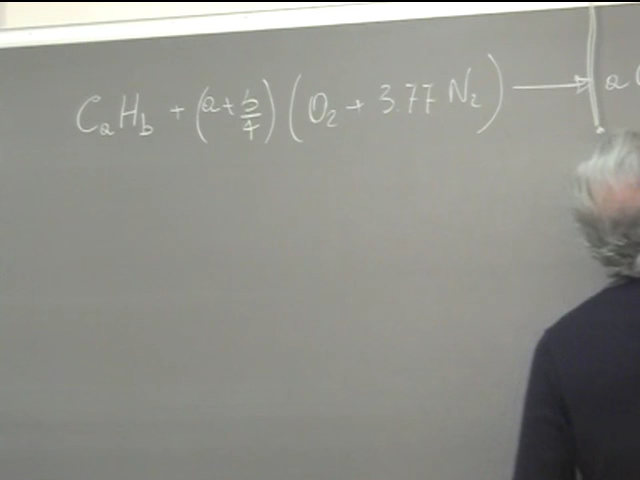 CaHb + (a + b/4) (O2 + 3.77 N2) → a